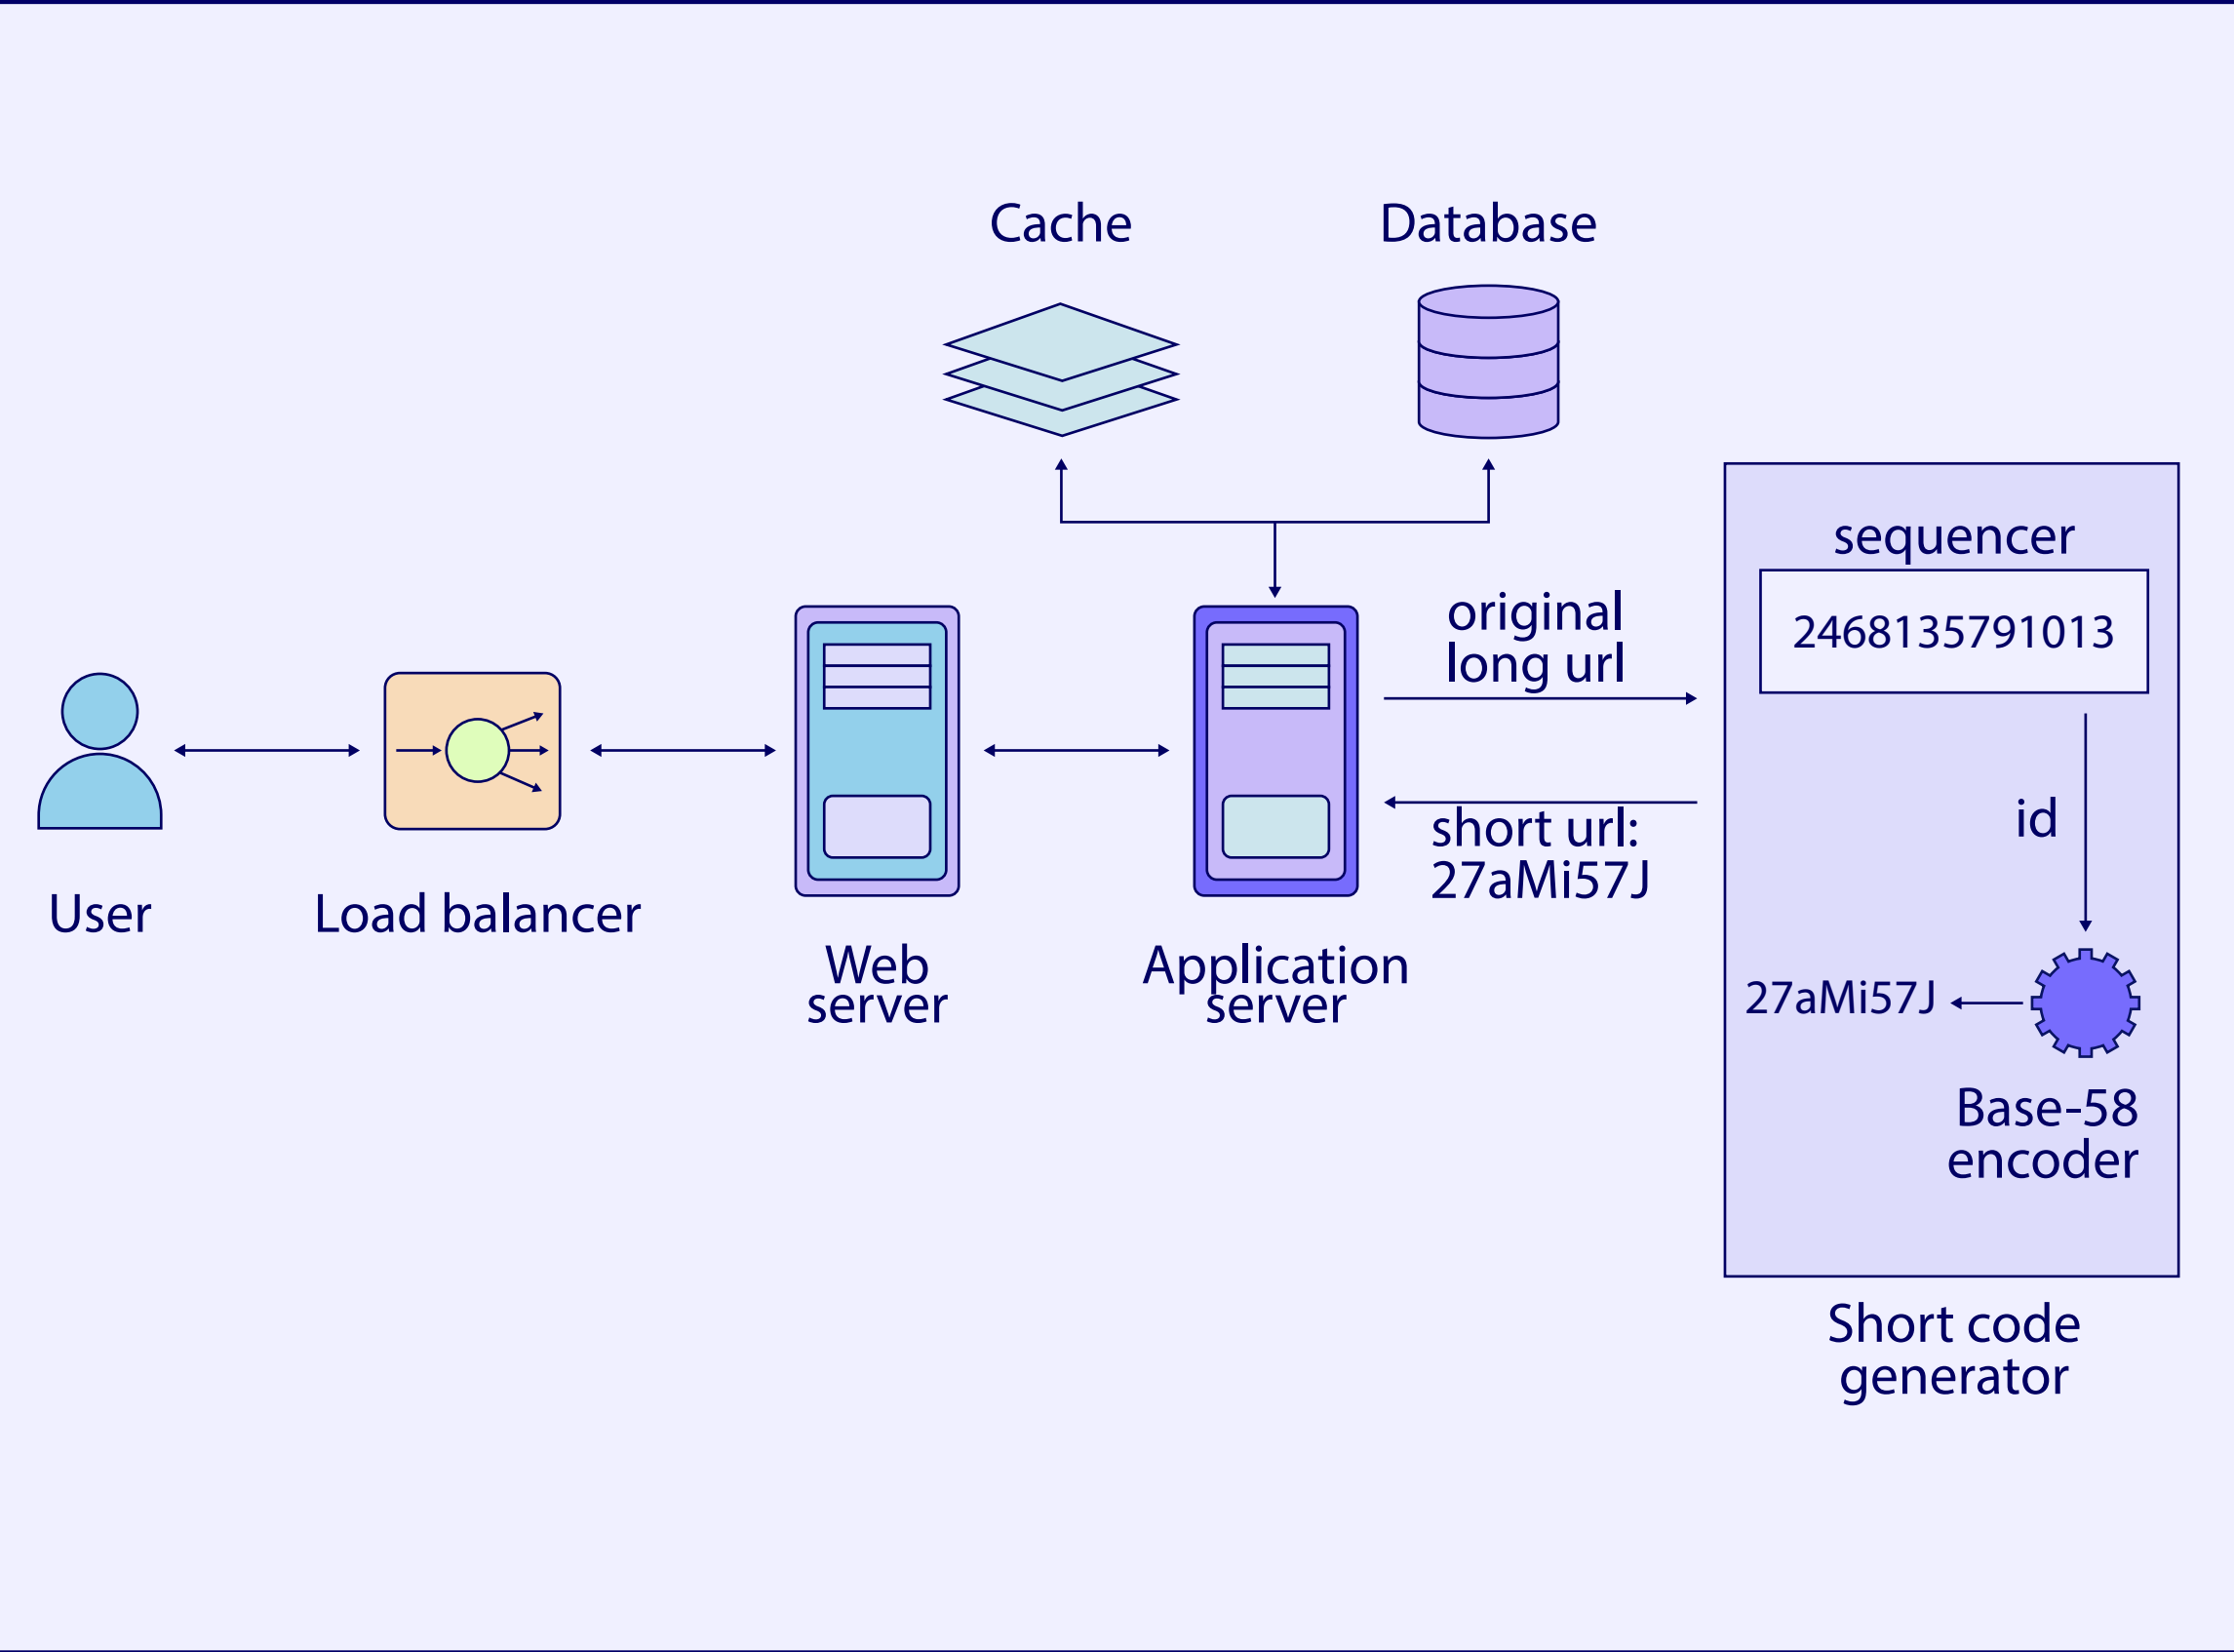 Cache
Database
sequencer
2468135791013
original
long url
id
short url:
27aMi57J
User
Load balancer
Web
server
Application
server
27aMi57J
Base-58
encoder
Short code
generator